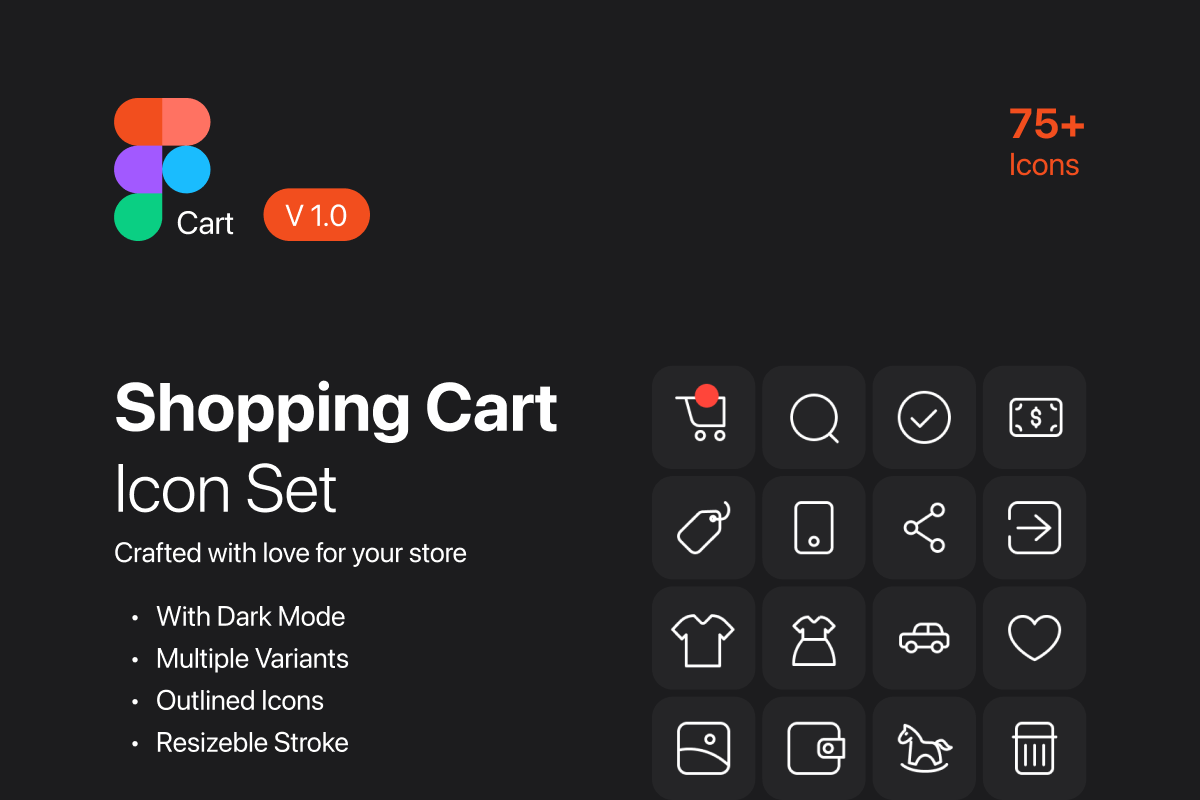 Cart
V 1.0
75+
Icons
Shopping Cart
Icon Set
Crafted with love for your store
• With Dark Mode
• Multiple Variants
• Outlined Icons
• Resizeble Stroke
$